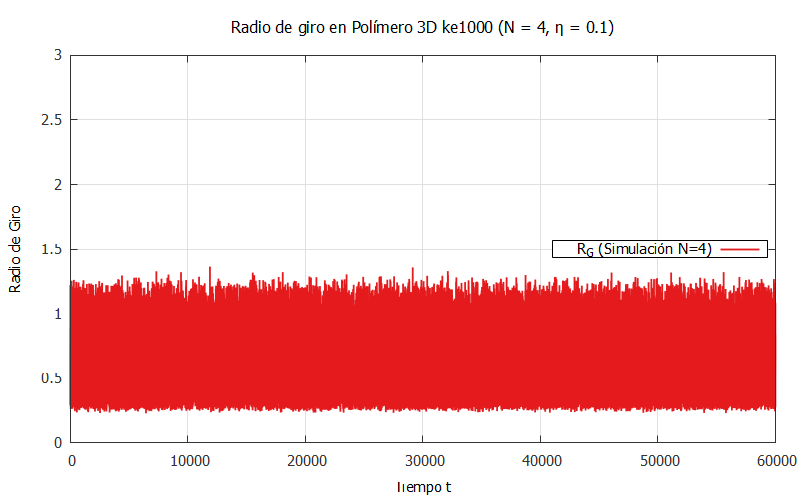 Radio de giro en Polímero 3D ke1000 (N = 4, η = 0.1)
3
2.5
2
1.5
1
0.5
0
Radio de Giro
R_G (Simulación N=4)
0 10000 20000 30000 40000 50000 60000
Tiempo t